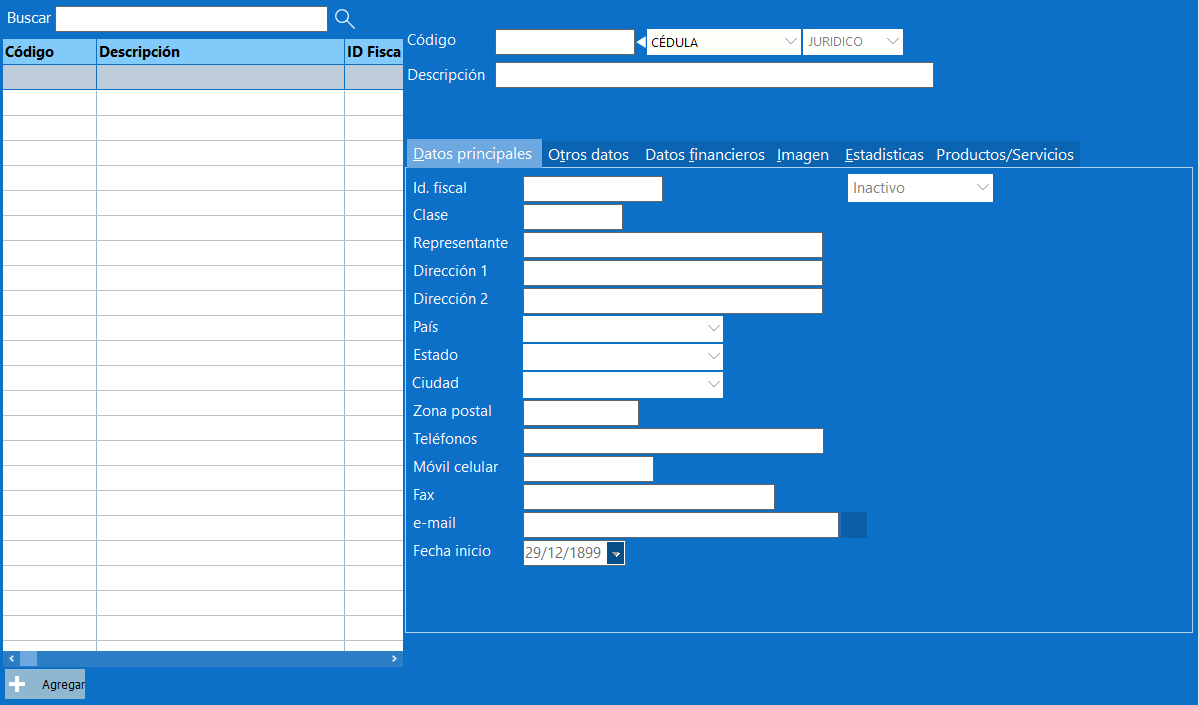 Buscar
Código Descripción ID Fisca
Agregar
Código CÉDULA JURIDICO
Descripción
Datos principales Otros datos Datos financieros Imagen Estadisticas Productos/Servicios
Id. fiscal Inactivo
Clase
Representante
Dirección 1
Dirección 2
País
Estado
Ciudad
Zona postal
Teléfonos
Móvil celular
Fax
e-mail
Fecha inicio 29/12/1899